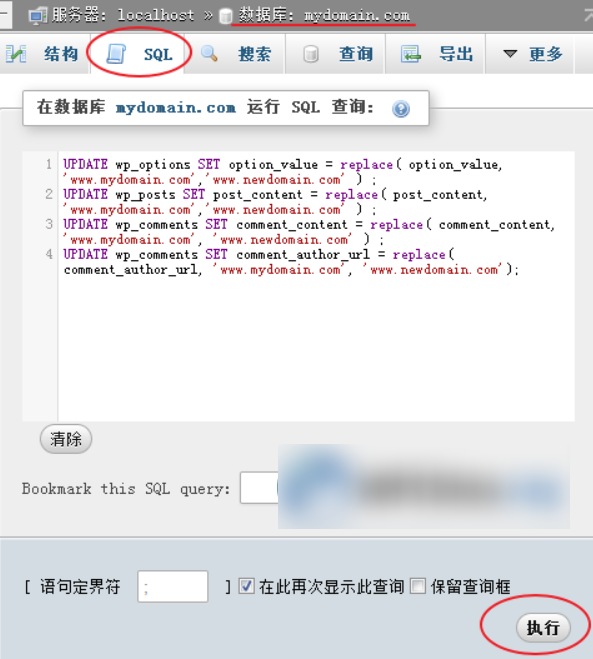 服务器: localhost » 数据库: mydomain.com
结构 SQL 搜索 查询 导出 更多
在数据库 mydomain.com 运行 SQL 查询:
1 UPDATE wp_options SET option_value = replace( option_value,
'www.mydomain.com','www.newdomain.com' ) ;
2 UPDATE wp_posts SET post_content = replace( post_content,
'www.mydomain.com','www.newdomain.com' ) ;
3 UPDATE wp_comments SET comment_content = replace( comment_content,
'www.mydomain.com', 'www.newdomain.com' ) ;
4 UPDATE wp_comments SET comment_author_url = replace(
comment_author_url, 'www.mydomain.com', 'www.newdomain.com');
清除
Bookmark this SQL query:
[ 语句定界符 ; ] 在此再次显示此查询 保留查询框
执行